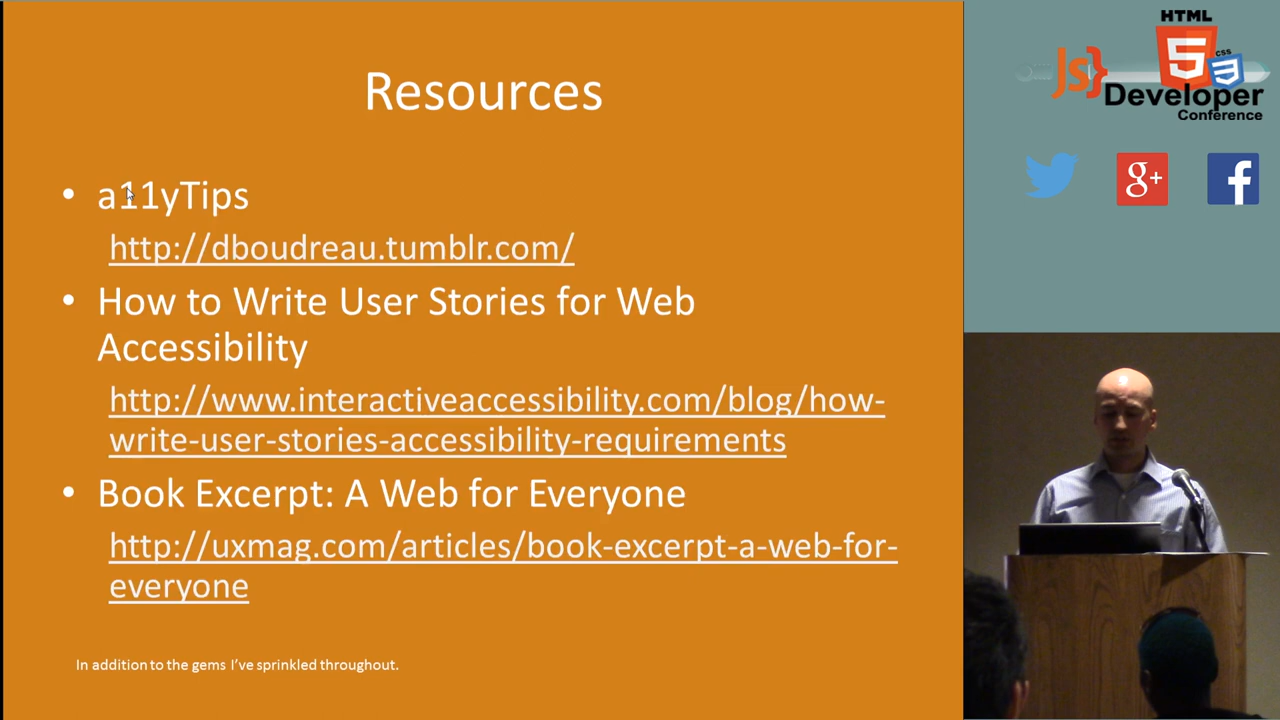 Resources
• a11yTips
http://dboudreau.tumblr.com/
• How to Write User Stories for Web
Accessibility
http://www.interactiveaccessibility.com/blog/how-
write-user-stories-accessibility-requirements
• Book Excerpt: A Web for Everyone
http://uxmag.com/articles/book-excerpt-a-web-for-
everyone
In addition to the gems I’ve sprinkled throughout.
HTML
JS}
5
css
3
Developer
Conference
g+
f